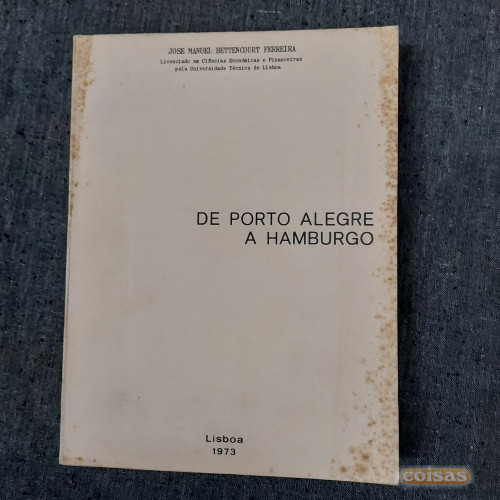 JOSE MANUEL BETTENCOURT FERREIRA
Licenciado em Ciências Económicas e Financeiras
pela Universidade Técnica de Lisboa
DE PORTO ALEGRE
A HAMBURGO
Lisboa
1973
coisas